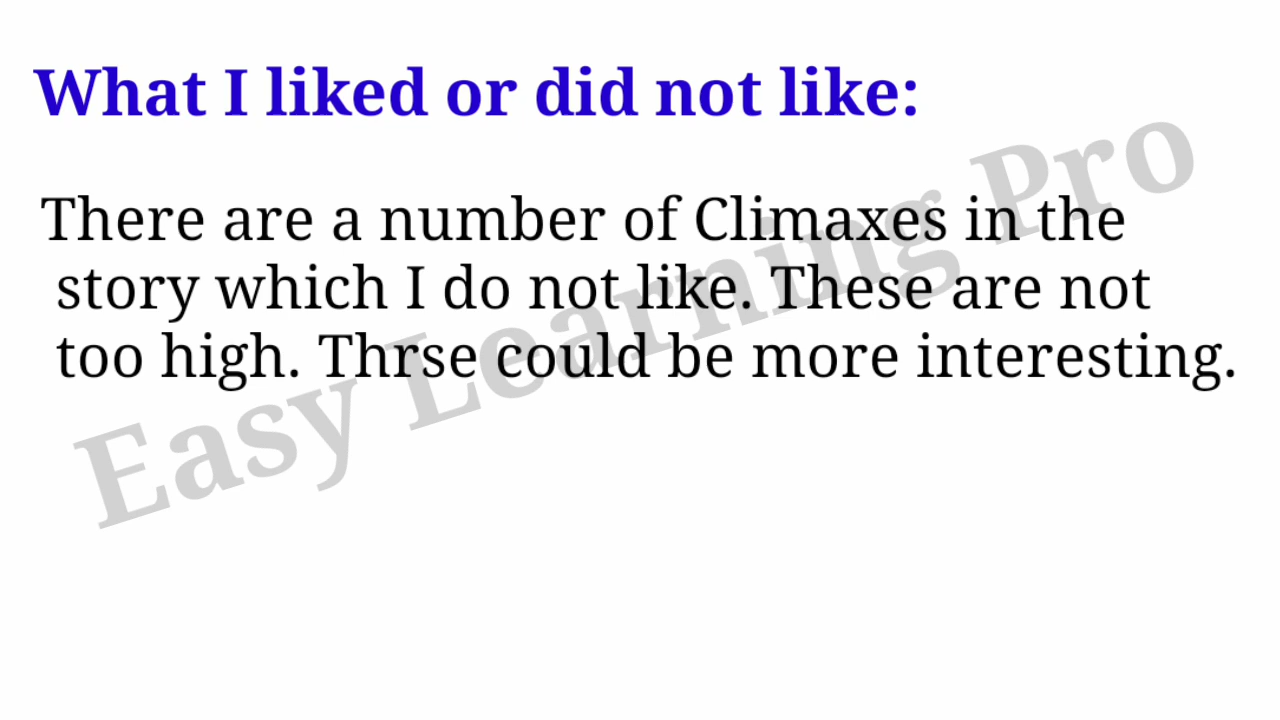 What I liked or did not like:
There are a number of Climaxes in the
story which I do not like. These are not
too high. Thrse could be more interesting.
Easy Learning Pro